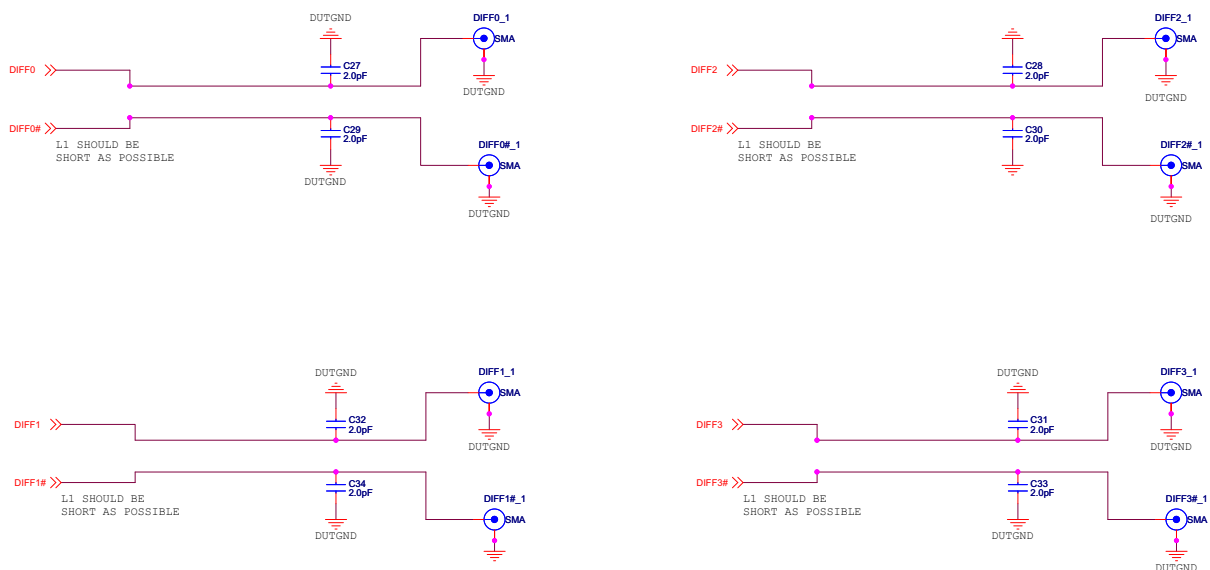 DUTGND
DIFF0_1
SMA
DIFF0
C27
2.0pF
DUTGND
DIFF0#
C29
2.0pF
L1 SHOULD BE
SHORT AS POSSIBLE
DIFF0#_1
SMA
DUTGND
DUTGND
DIFF2_1
SMA
DIFF2
C28
2.0pF
DUTGND
DIFF2#
C30
2.0pF
L1 SHOULD BE
SHORT AS POSSIBLE
DIFF2#_1
SMA
DUTGND
DUTGND
DIFF1_1
SMA
DIFF1
C32
2.0pF
DUTGND
DIFF1#
C34
2.0pF
L1 SHOULD BE
SHORT AS POSSIBLE
DIFF1#_1
SMA
DUTGND
DUTGND
DIFF3_1
SMA
DIFF3
C31
2.0pF
DUTGND
DIFF3#
C33
2.0pF
L1 SHOULD BE
SHORT AS POSSIBLE
DIFF3#_1
SMA
DUTGND
DUTGND